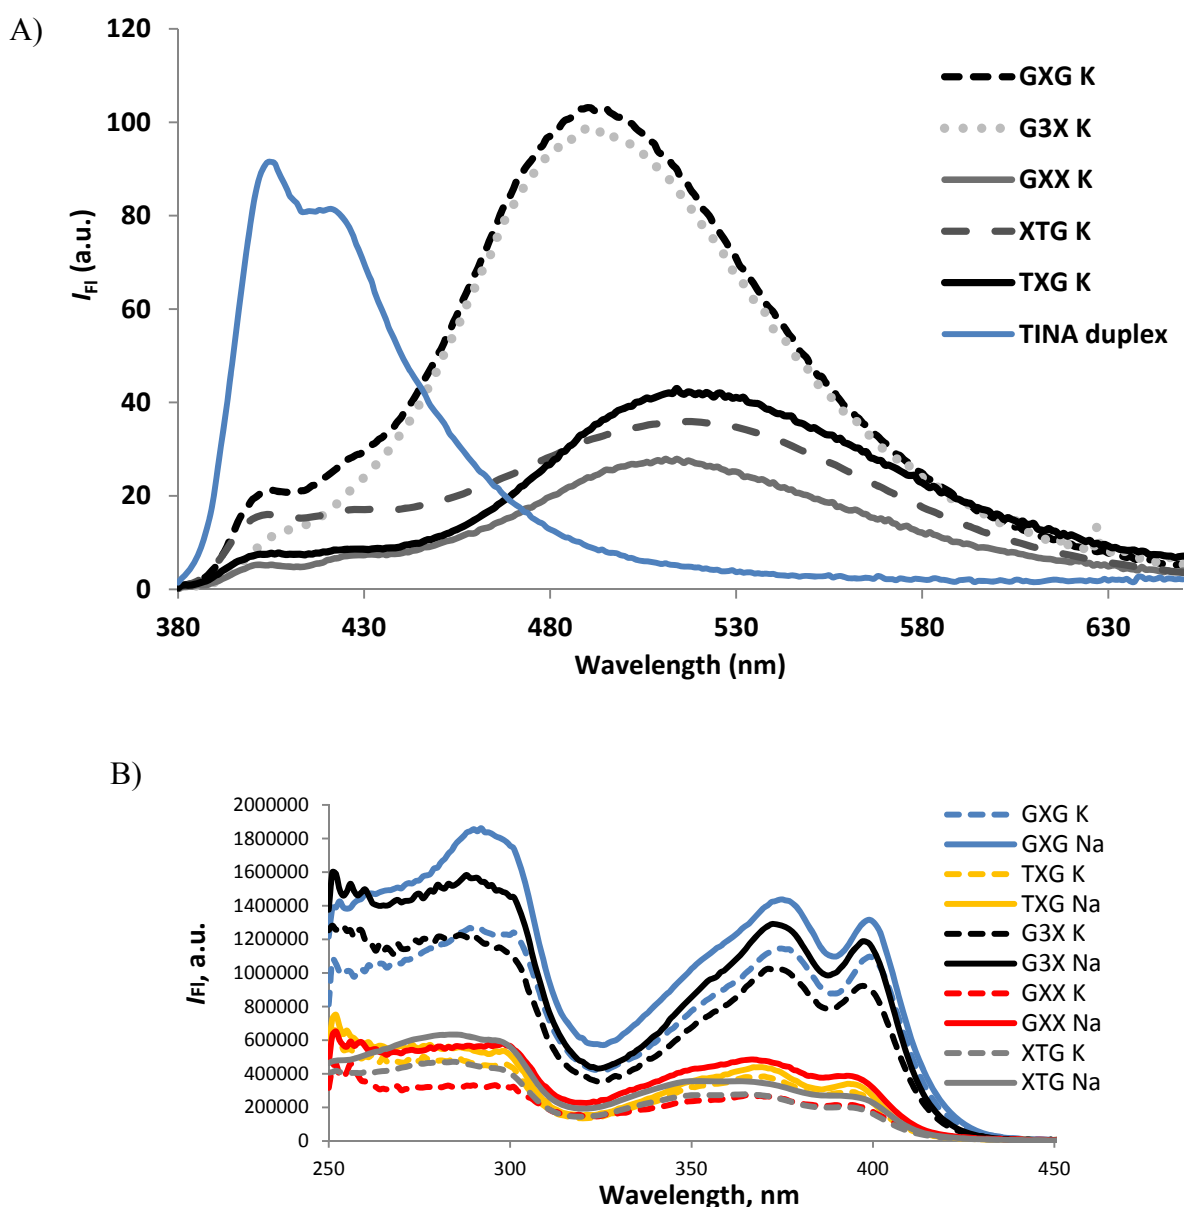 A)
120
100
80
60
40
20
0
I FI (a.u.)
380 430 480 530 580 630
Wavelength (nm)
GXG K
G3X K
GXX K
XTG K
TXG K
TINA duplex
B)
2000000
1800000
1600000
1400000
1200000
1000000
800000
600000
400000
200000
0
I FI, a.u.
250 300 350 400 450
Wavelength, nm
GXG K
GXG Na
TXG K
TXG Na
G3X K
G3X Na
GXX K
GXX Na
XTG K
XTG Na